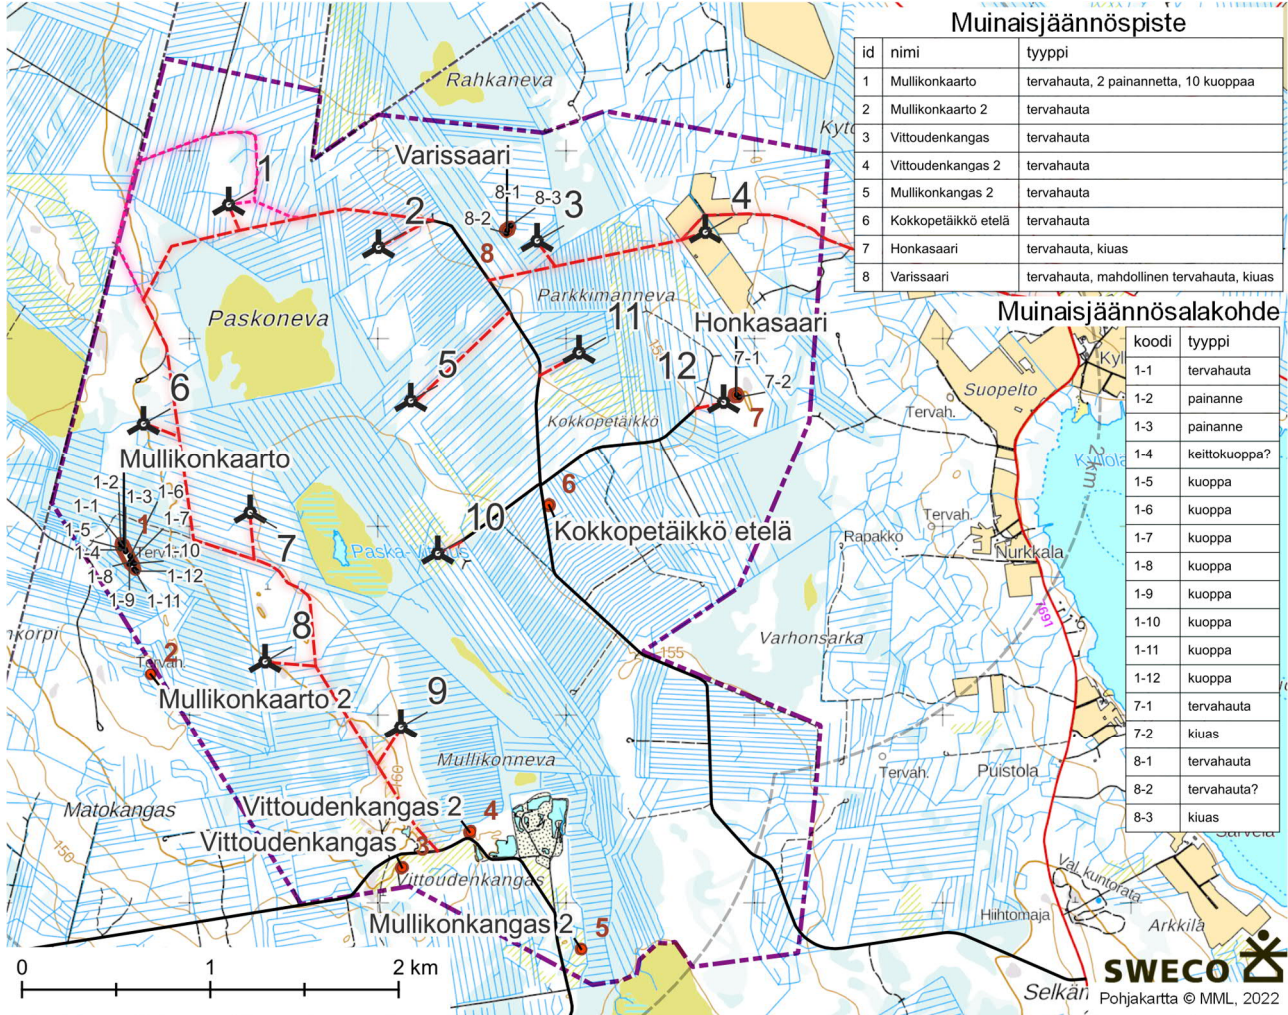 Muinaisjäännöspiste
id nimi tyyppi
1 Mullikonkaarto tervahauta, 2 painannetta, 10 kuoppaa
2 Mullikonkaarto 2 tervahauta
3 Vittoudenkangas tervahauta
4 Vittoudenkangas 2 tervahauta
5 Mullikonkangas 2 tervahauta
6 Kokkopetäikkö etelä tervahauta
7 Honkasaari tervahauta, kiuas
8 Varissaari tervahauta, mahdollinen tervahauta, kiuas
Muinaisjäännösalakohde
koodi tyyppi
1-1 tervahauta
1-2 painanne
1-3 painanne
1-4 keittokuoppa?
1-5 kuoppa
1-6 kuoppa
1-7 kuoppa
1-8 kuoppa
1-9 kuoppa
1-10 kuoppa
1-11 kuoppa
1-12 kuoppa
7-1 tervahauta
7-2 kiuas
8-1 tervahauta
8-2 tervahauta?
8-3 kiuas
Rahkaneva
Varissaari
1
8-1
8-3
8-2
2
3
4
8
Parkkimanneva
Paskoneva
11
Honkasaari
5
12
7-1
7-2
7
Suopelto
Tervah.
6
Kokkopetäikkö
Mullikonkaarto
1-2
1-3
1-6
1-1
1-7
1-5
1
1-4
1-10
1-8
1-12
1-9
1-11
6
10
Kokkopetäikkö etelä
7
Tervah.
Rapakko
Nurkkala
2 km
7691
8
Varhonsarka
155
2
Tervah.
Mullikonkaarto 2
9
Mullikonneva
160
Tervah.
Puistola
Matokangas
150
Vittoudenkangas 2
4
Vittoudenkangas
3
Vittoudenkangas
Mullikonkangas 2
5
Val. kuntorata
Hiihtomaja
Arkkila
0 1 2 km
SWECO
Pohjakartta © MML, 2022